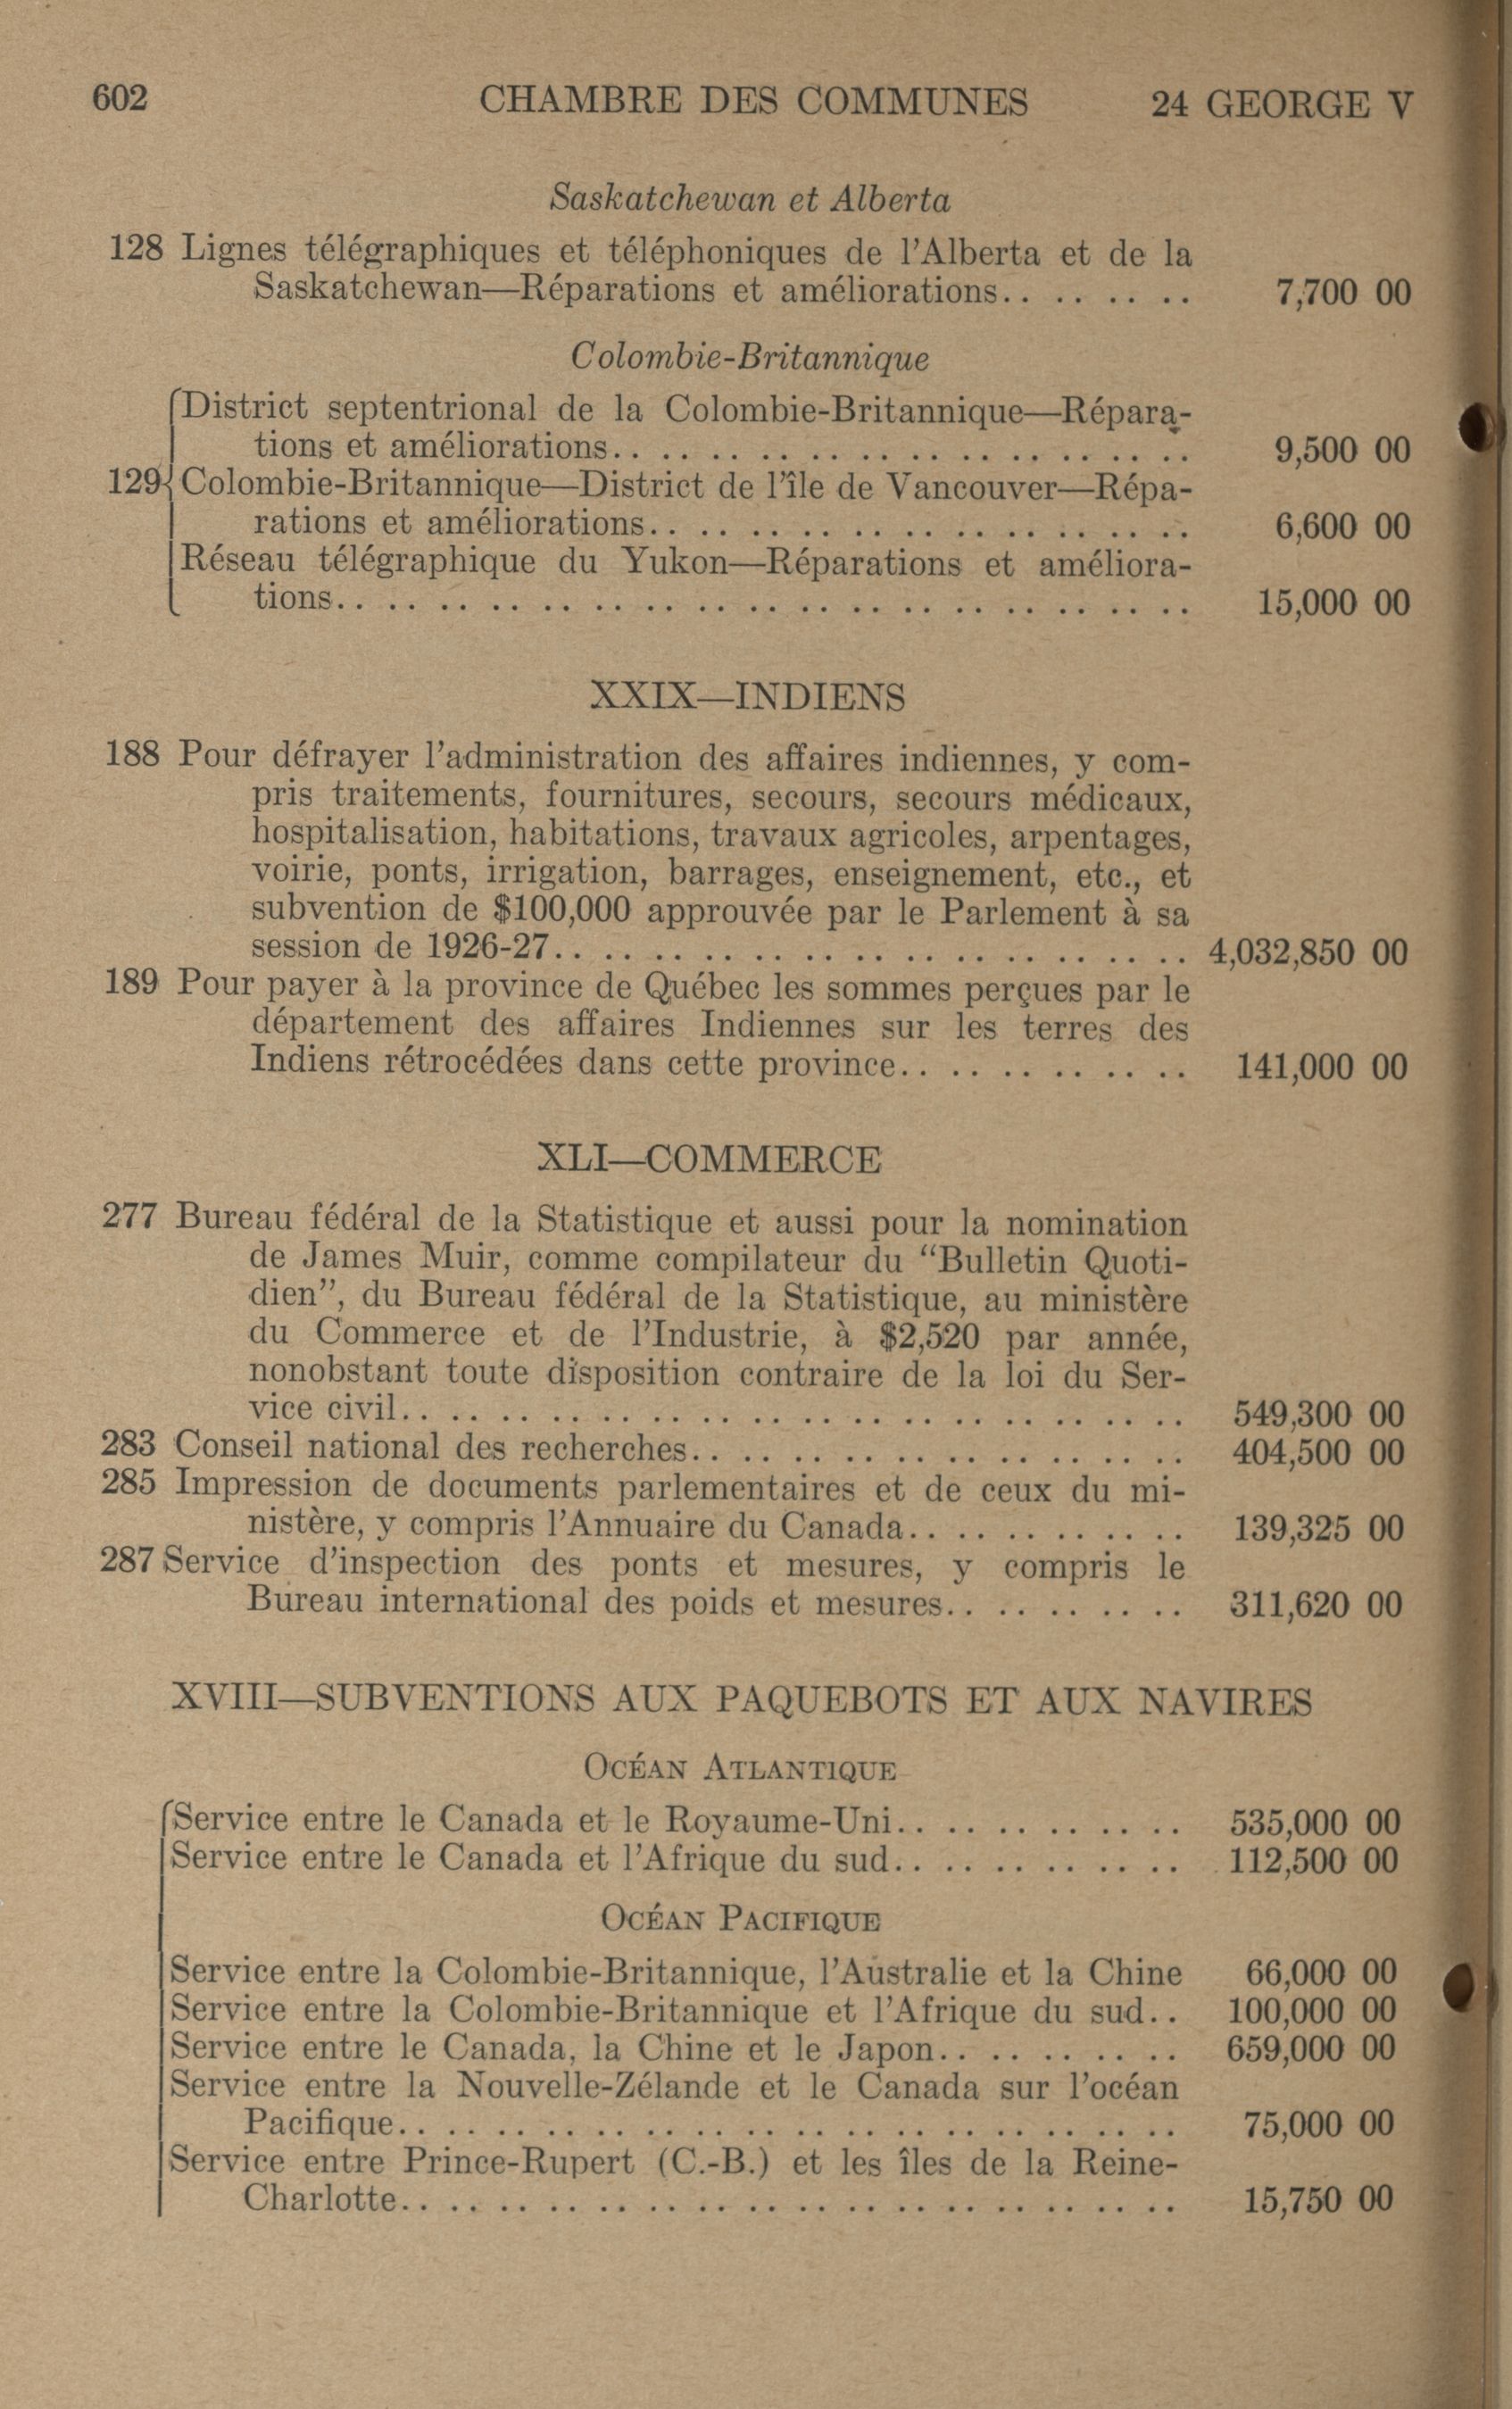 602 CHAMBRE DES COMMUNES 24 GEORGE V
Saskatchewan et Alberta
128 Lignes télégraphiques et téléphoniques de l'Alberta et de la
Saskatchewan—Réparations et améliorations.. .. .. .. 7,700 00
Colombie-Britannique
District septentrional de la Colombie-Britannique—Répara-
tions et améliorations.. .. .. .. .. .. .. .. .. .. .. .. 9,500 00
129 Colombie-Britannique—District de l'île de Vancouver—Répa-
rations et améliorations.. .. .. .. .. .. .. .. .. .. .. 6,600 00
Réseau télégraphique du Yukon—Réparations et améliora-
tions.. .. .. .. .. .. .. .. .. .. .. .. .. .. .. .. .. 15,000 00
XXIX—INDIENS
188 Pour défrayer l'administration des affaires indiennes, y com-
pris traitements, fournitures, secours, secours médicaux,
hospitalisation, habitations, travaux agricoles, arpentages,
voirie, ponts, irrigation, barrages, enseignement, etc., et
subvention de $100,000 approuvée par le Parlement à sa
session de 1926-27.. .. .. .. .. .. .. .. .. .. .. .. .. 4,032,850 00
189 Pour payer à la province de Québec les sommes perçues par le
département des affaires Indiennes sur les terres des
Indiens rétrocédées dans cette province.. .. .. .. .. .. 141,000 00
XLI—COMMERCE
277 Bureau fédéral de la Statistique et aussi pour la nomination
de James Muir, comme compilateur du “Bulletin Quoti-
dien”, du Bureau fédéral de la Statistique, au ministère
du Commerce et de l'Industrie, à $2,520 par année,
nonobstant toute disposition contraire de la loi du Ser-
vice civil.. .. .. .. .. .. .. .. .. .. .. .. .. .. .. .. 549,300 00
283 Conseil national des recherches.. .. .. .. .. .. .. .. .. .. 404,500 00
285 Impression de documents parlementaires et de ceux du mi-
nistère, y compris l'Annuaire du Canada.. .. .. .. .. .. 139,325 00
287 Service d'inspection des ponts et mesures, y compris le
Bureau international des poids et mesures.. .. .. .. .. 311,620 00
XVIII—SUBVENTIONS AUX PAQUEBOTS ET AUX NAVIRES
OCÉAN ATLANTIQUE
Service entre le Canada et le Royaume-Uni.. .. .. .. .. .. 535,000 00
Service entre le Canada et l'Afrique du sud.. .. .. .. .. .. 112,500 00
OCÉAN PACIFIQUE
Service entre la Colombie-Britannique, l'Australie et la Chine 66,000 00
Service entre la Colombie-Britannique et l'Afrique du sud.. 100,000 00
Service entre le Canada, la Chine et le Japon.. .. .. .. .. 659,000 00
Service entre la Nouvelle-Zélande et le Canada sur l'océan
Pacifique.. .. .. .. .. .. .. .. .. .. .. .. .. .. .. .. 75,000 00
Service entre Prince-Rupert (C.-B.) et les îles de la Reine-
Charlotte.. .. .. .. .. .. .. .. .. .. .. .. .. .. .. .. 15,750 00